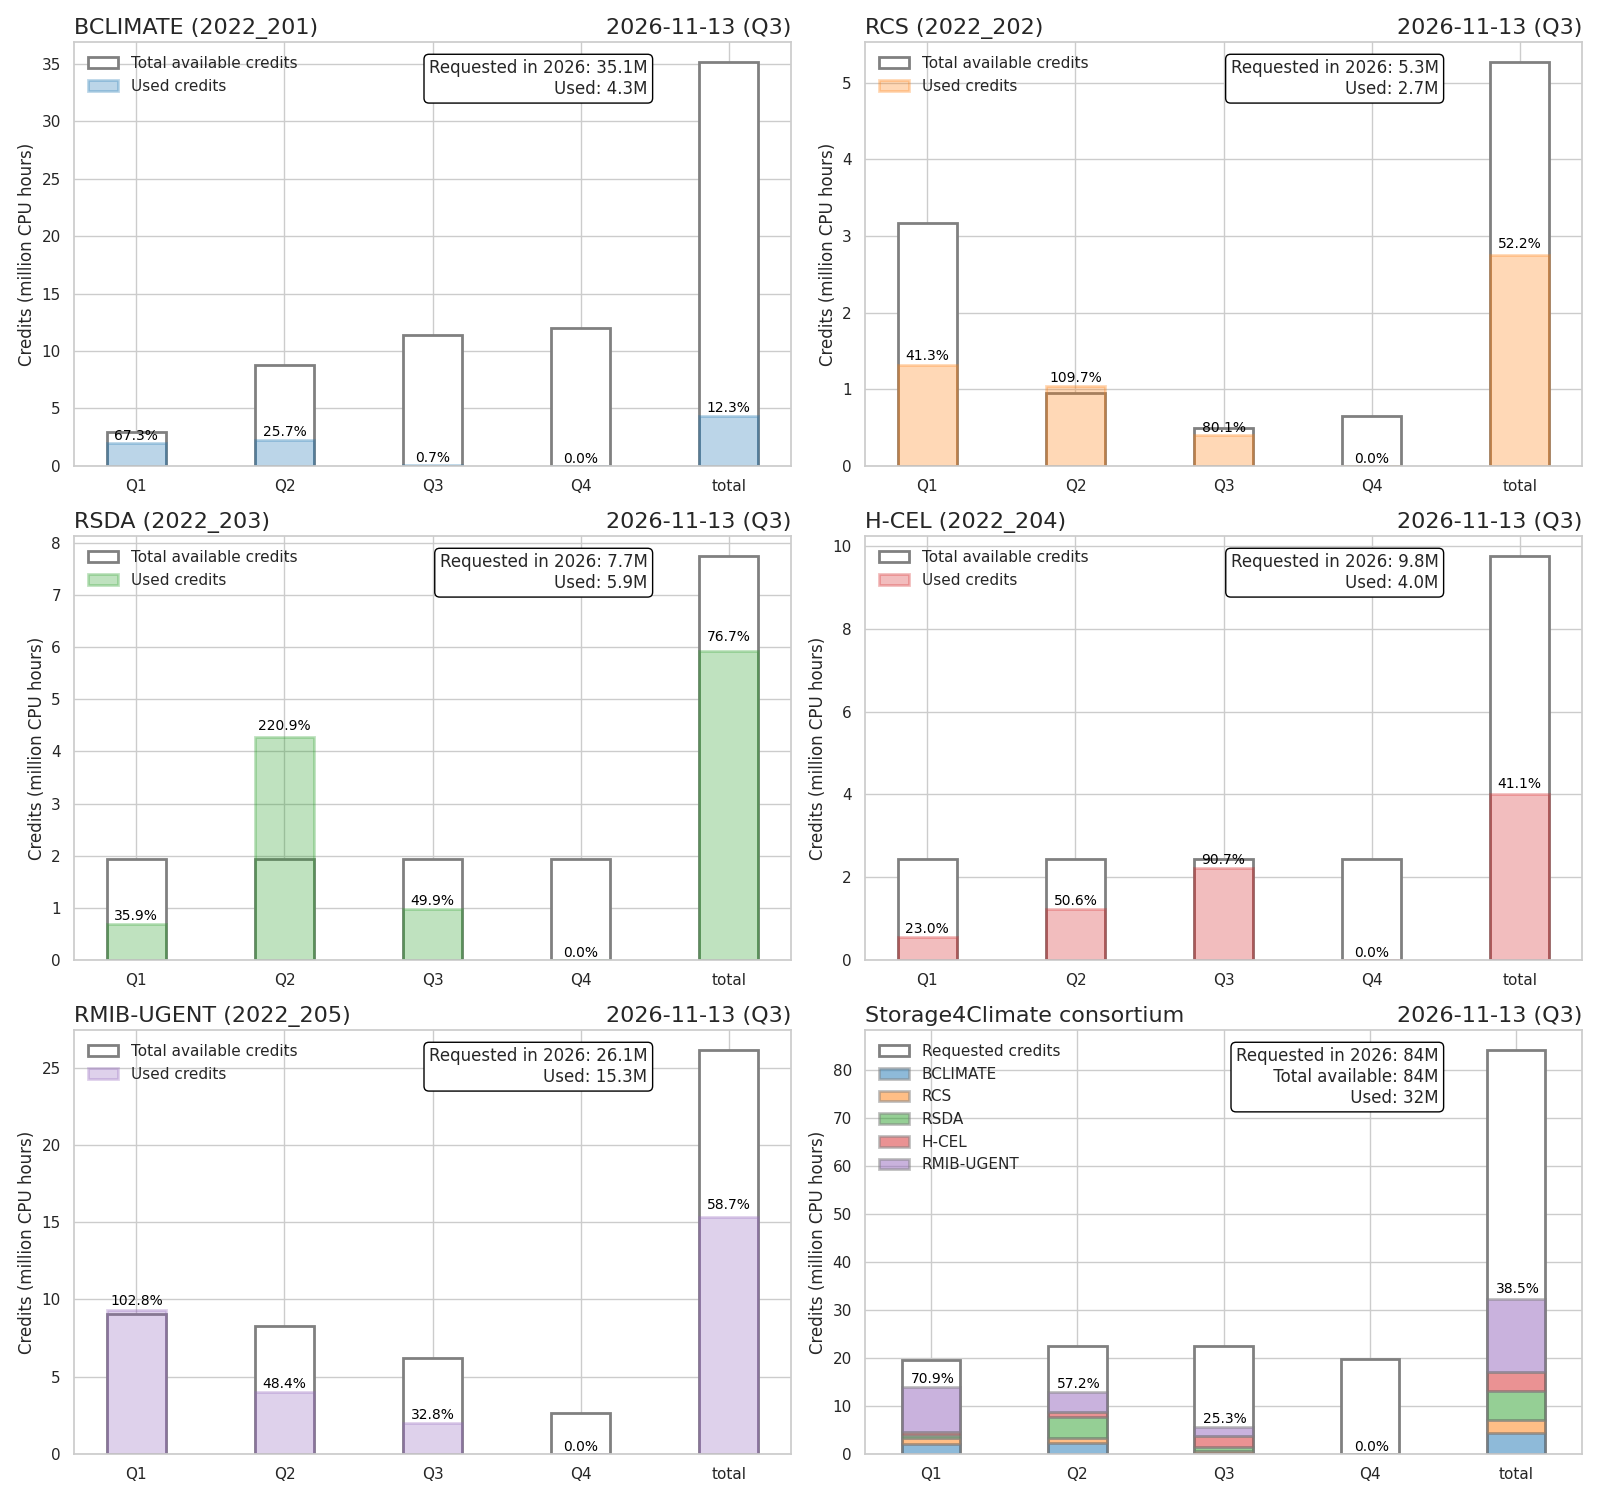 BCLIMATE (2022_201)
2026-11-13 (Q3)
Total available credits
Used credits
Requested in 2026: 35.1M
Used: 4.3M
Credits (million CPU hours)
35
30
25
20
15
10
5
0
67.3%
25.7%
0.7%
0.0%
12.3%
Q1
Q2
Q3
Q4
total
RCS (2022_202)
2026-11-13 (Q3)
Total available credits
Used credits
Requested in 2026: 5.3M
Used: 2.7M
Credits (million CPU hours)
5
4
3
2
1
0
41.3%
109.7%
80.1%
0.0%
52.2%
Q1
Q2
Q3
Q4
total
RSDA (2022_203)
2026-11-13 (Q3)
Total available credits
Used credits
Requested in 2026: 7.7M
Used: 5.9M
Credits (million CPU hours)
8
7
6
5
4
3
2
1
0
35.9%
220.9%
49.9%
0.0%
76.7%
Q1
Q2
Q3
Q4
total
H-CEL (2022_204)
2026-11-13 (Q3)
Total available credits
Used credits
Requested in 2026: 9.8M
Used: 4.0M
Credits (million CPU hours)
10
8
6
4
2
0
23.0%
50.6%
90.7%
0.0%
41.1%
Q1
Q2
Q3
Q4
total
RMIB-UGENT (2022_205)
2026-11-13 (Q3)
Total available credits
Used credits
Requested in 2026: 26.1M
Used: 15.3M
Credits (million CPU hours)
25
20
15
10
5
0
102.8%
48.4%
32.8%
0.0%
58.7%
Q1
Q2
Q3
Q4
total
Storage4Climate consortium
2026-11-13 (Q3)
Requested credits
BCLIMATE
RCS
RSDA
H-CEL
RMIB-UGENT
Requested in 2026: 84M
Total available: 84M
Used: 32M
Credits (million CPU hours)
80
70
60
50
40
30
20
10
0
70.9%
57.2%
25.3%
0.0%
38.5%
Q1
Q2
Q3
Q4
total